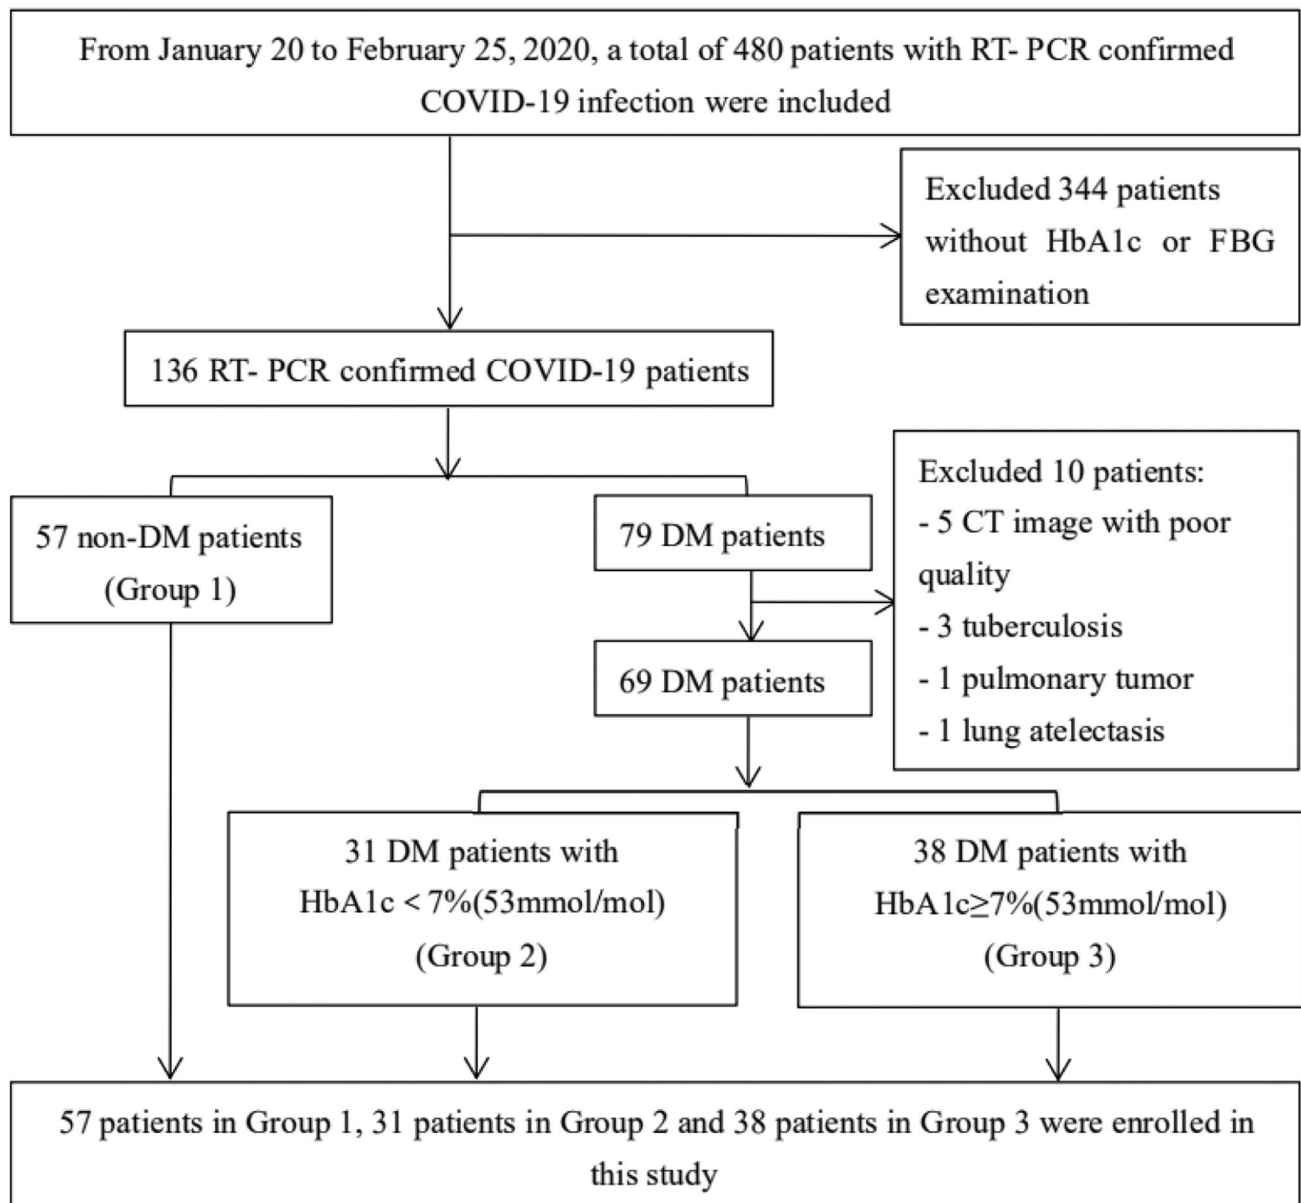 From January 20 to February 25, 2020, a total of 480 patients with RT- PCR confirmed
COVID-19 infection were included
Excluded 344 patients
without HbA1c or FBG
examination
136 RT- PCR confirmed COVID-19 patients
57 non-DM patients
(Group 1)
79 DM patients
Excluded 10 patients:
- 5 CT image with poor
quality
- 3 tuberculosis
- 1 pulmonary tumor
- 1 lung atelectasis
69 DM patients
31 DM patients with
HbA1c < 7%(53mmol/mol)
(Group 2)
38 DM patients with
HbA1c≥7%(53mmol/mol)
(Group 3)
57 patients in Group 1, 31 patients in Group 2 and 38 patients in Group 3 were enrolled in
this study